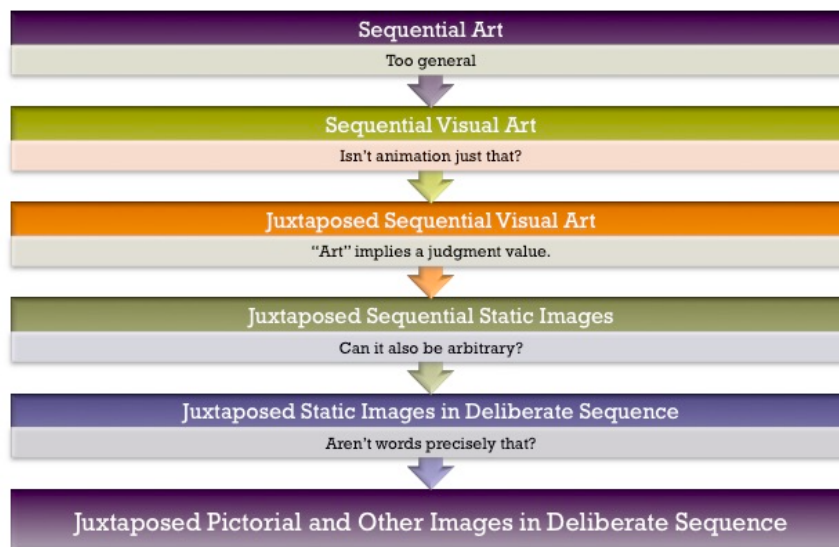 Sequential Art
Too general
Sequential Visual Art
Isn't animation just that?
Juxtaposed Sequential Visual Art
“Art” implies a judgment value.
Juxtaposed Sequential Static Images
Can it also be arbitrary?
Juxtaposed Static Images in Deliberate Sequence
Aren't words precisely that?
Juxtaposed Pictorial and Other Images in Deliberate Sequence